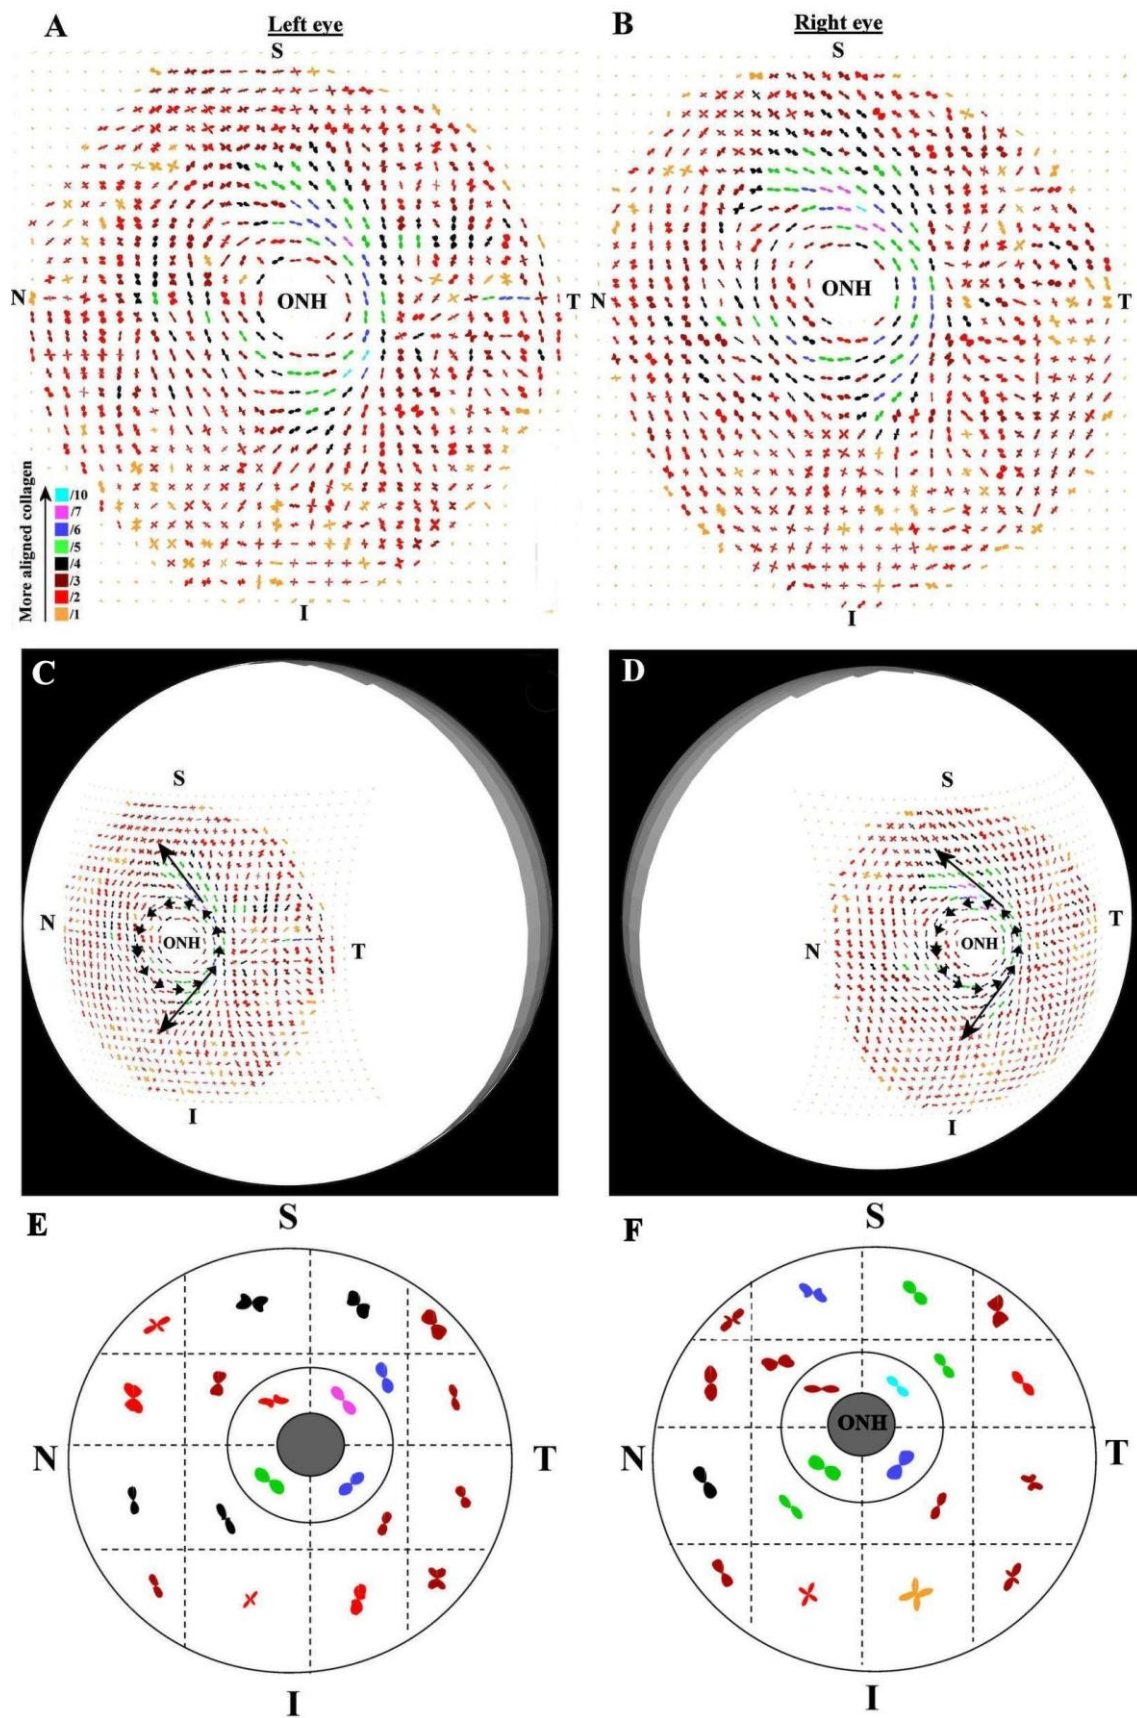 A
Left eye
S
B
Right eye
S
N
ONH
T
N
ONH
T
More aligned collagen
/10
/7
/6
/5
/4
/3
/2
/1
I
I
C
S
N
ONH
T
I
D
S
N
ONH
T
I
E
S
N
T
I
F
S
N
ONH
T
I